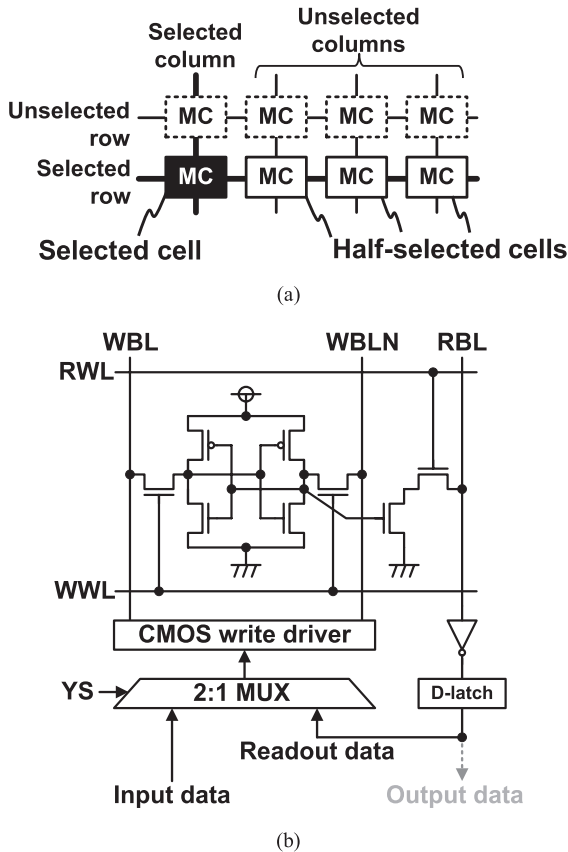 Selected column
Unselected columns
Unselected row
MC MC MC MC
Selected row
MC MC MC MC
Selected cell
Half-selected cells
(a)
WBL WBLN RBL
RWL
WWL
CMOS write driver
YS
2:1 MUX
D-latch
Readout data
Input data
Output data
(b)